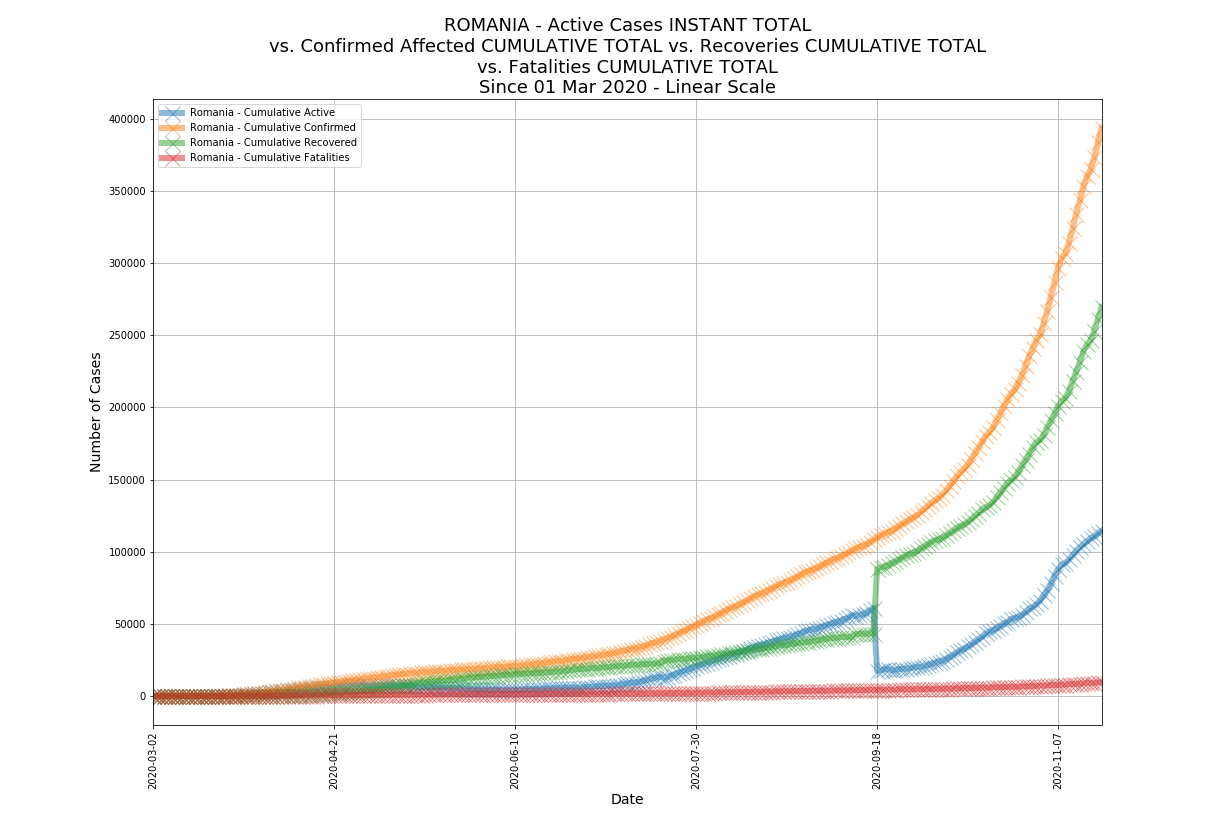 ROMANIA - Active Cases INSTANT TOTAL
vs. Confirmed Affected CUMULATIVE TOTAL vs. Recoveries CUMULATIVE TOTAL
vs. Fatalities CUMULATIVE TOTAL
Since 01 Mar 2020 - Linear Scale
Romania - Cumulative Active
Romania - Cumulative Confirmed
Romania - Cumulative Recovered
Romania - Cumulative Fatalities
Number of Cases
400000
350000
300000
250000
200000
150000
100000
50000
0
2020-03-02
2020-04-21
2020-06-10
2020-07-30
2020-09-18
2020-11-07
Date